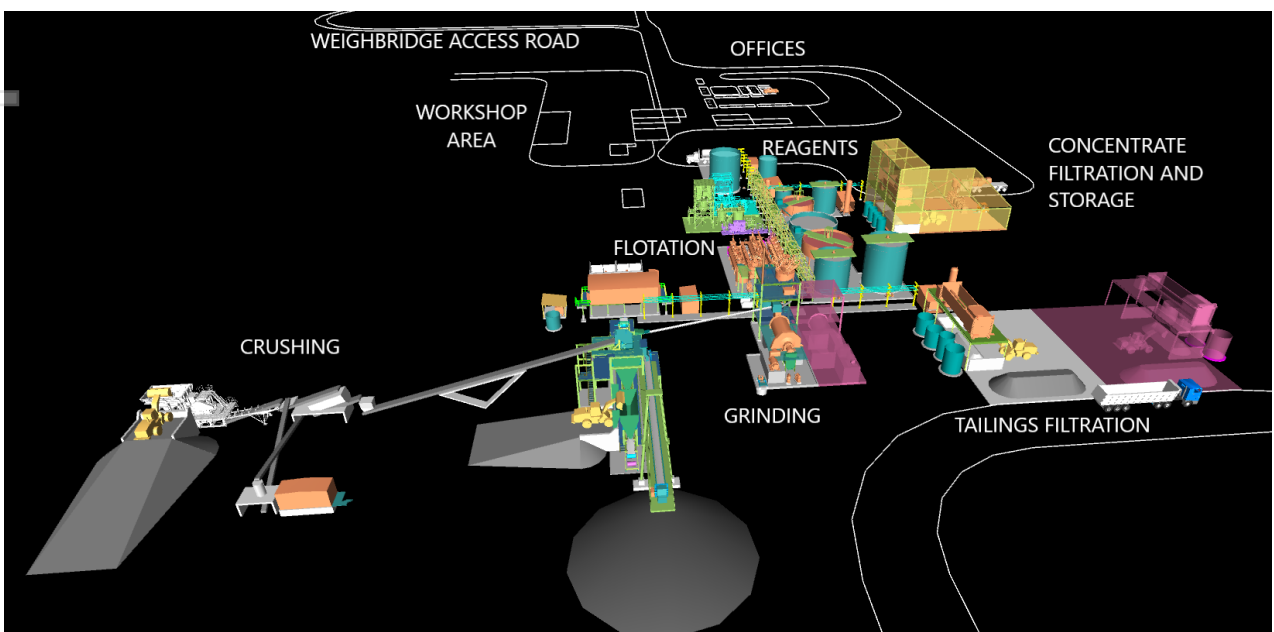 WEIGHBRIDGE ACCESS ROAD
OFFICES
WORKSHOP
AREA
REAGENTS
CONCENTRATE
FILTRATION AND
STORAGE
FLOTATION
CRUSHING
GRINDING
TAILINGS FILTRATION